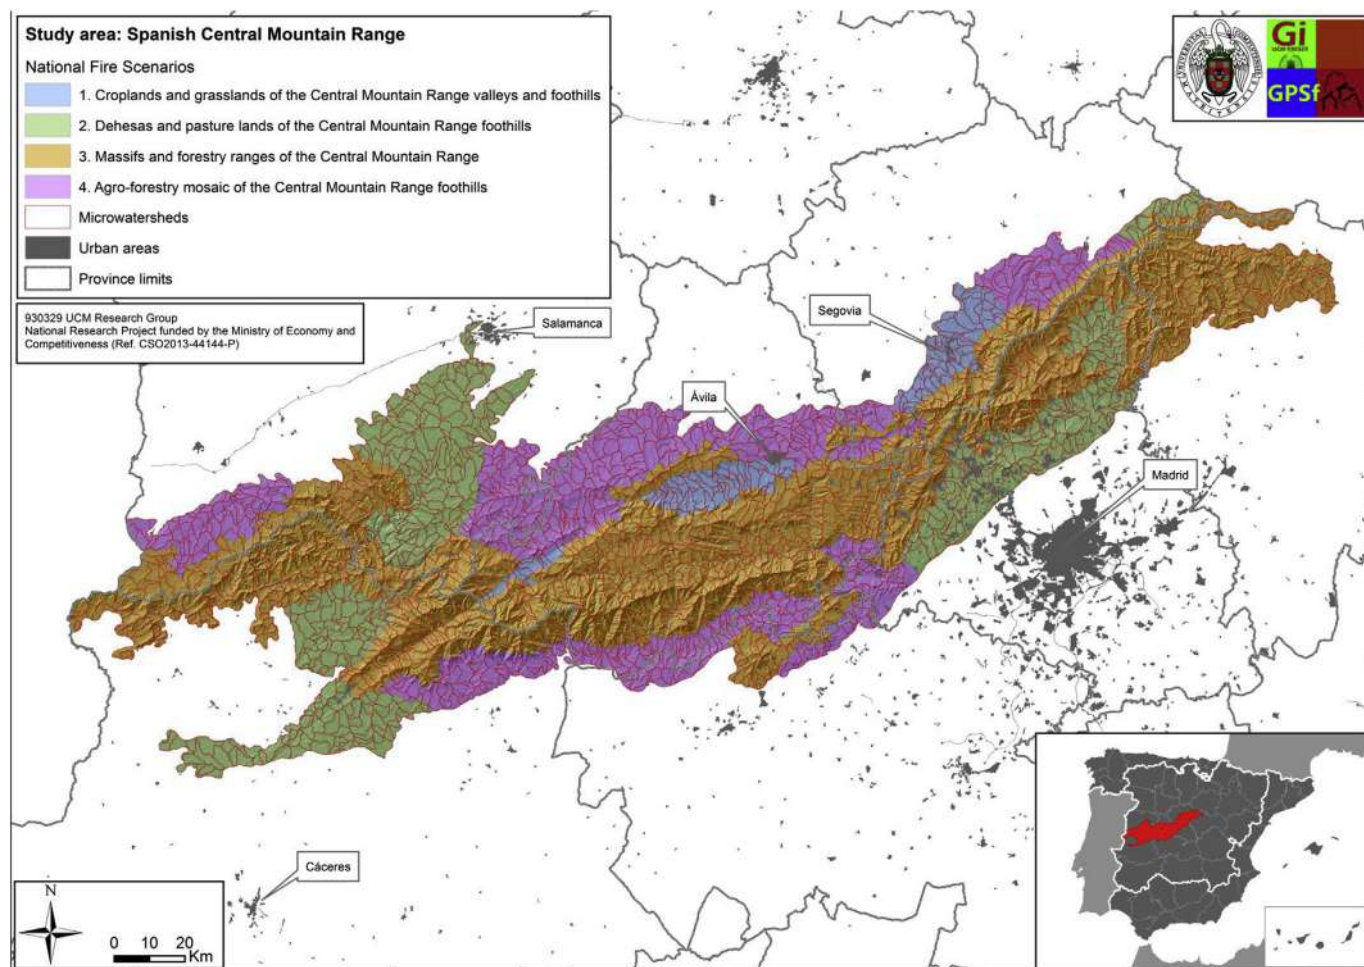 Study area: Spanish Central Mountain Range
National Fire Scenarios
1. Croplands and grasslands of the Central Mountain Range valleys and foothills
2. Dehesas and pasture lands of the Central Mountain Range foothills
3. Massifs and forestry ranges of the Central Mountain Range
4. Agro-forestry mosaic of the Central Mountain Range foothills
Microwatersheds
Urban areas
Province limits
930329 UCM Research Group
National Research Project funded by the Ministry of Economy and
Competitiveness (Ref. CSO2013-44144-P)
Gi
GPSf
Salamanca
Segovia
Ávila
Madrid
Cáceres
N
0 10 20
Km